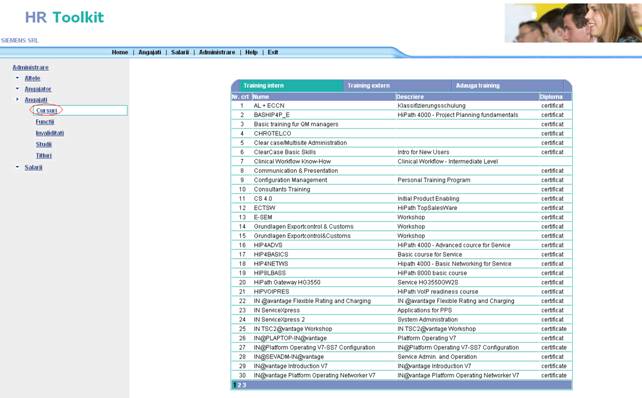 HR Toolkit
SIEMENS SRL
Home | Angajati | Salarii | Administrare | Help | Exit
Administrare
Altele
Angajator
Angajati
Cursuri
Functii
Invaliditati
Studii
Titluri
Salarii
Training intern Training extern Adauga training
Nr. crt Nume Descriere Diploma
1 AL + ECCN Klassifizierungsschulung certificat
2 BASHIP4P_E HiPath 4000 - Project Planning fundamentals certificat
3 Basic training for QM managers certificat
4 CHROTELCO certificat
5 Clear case/Multisite Administration certificat
6 ClearCase Basic Skills Intro for New Users certificat
7 Clinical Workflow Know-How Clinical Workflow - Intermediate Level
8 Communication & Presentation certificat
9 Configuration Management Personal Training Program certificat
10 Consultants Training certificat
11 CS 4.0 Initial Product Enabling certificat
12 ECTSW HiPath TopSalesWare certificat
13 E-SEM Workshop certificat
14 Grundlagen Exportcontrol & Customs Workshop certificat
15 Grundlagen Exportcontrol&Customs Workshop certificat
16 HIP4ADVS HiPath 4000 - Advanced cource for Service certificat
17 HIP4BASICS Basic course for Service certificat
18 HIP4NETWS Hipath 4000 - Basic Networking for Service certificat
19 HIP8LBASS HiPath 8000 basic course certificat
20 HiPath Gateway HG3550 Service HG3550GW2S certificat
21 HIPVOIPRES HiPath VoIP readiness course certificat
22 IN @vantage Flexible Rating and Charging IN @vantage Flexible Rating and Charging certificat
23 IN ServiceXpress Applications for PPS certificat
24 IN ServiceXpress 2 System Administration certificat
25 IN TSC2@vantage Workshop IN TSC2@vantage Workshop certificate
26 IN@PLAPTOP-IN@vantage Platform Operating V7 certificat
27 IN@Platform Operating V7-SS7 Configuration IN@Platform Operating V7-SS7 Configuration certificate
28 IN@SEVADM-IN@vantage Service Admin. and Operation certificat
29 IN@vantage Introduction V7 IN@vantage Introduction V7 certificate
30 IN@vantage Platform Operating Networker V7 IN@vantage Platform Operating Networker V7 certificate
1 2 3